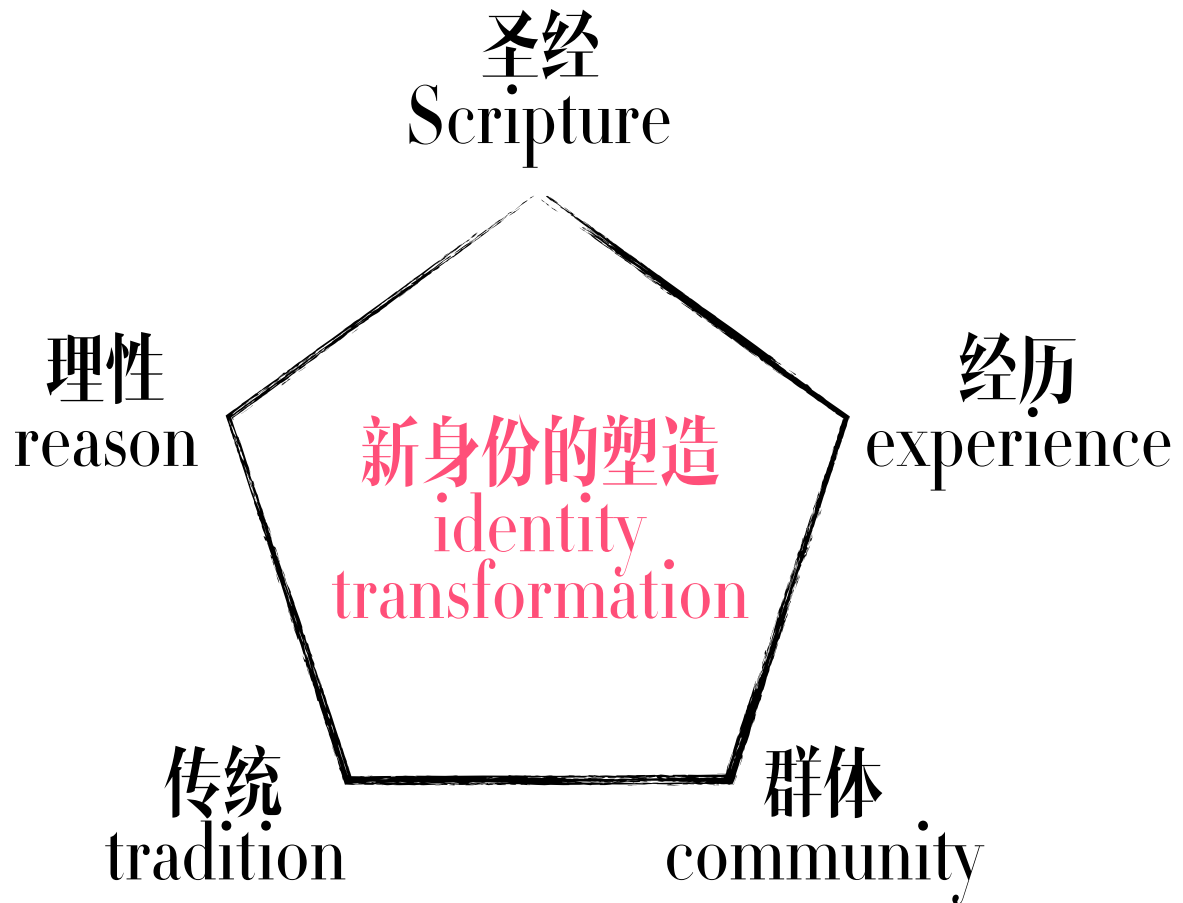 圣经
Scripture
理性
reason
经历
experience
新身份的塑造
identity
transformation
传统
tradition
群体
community